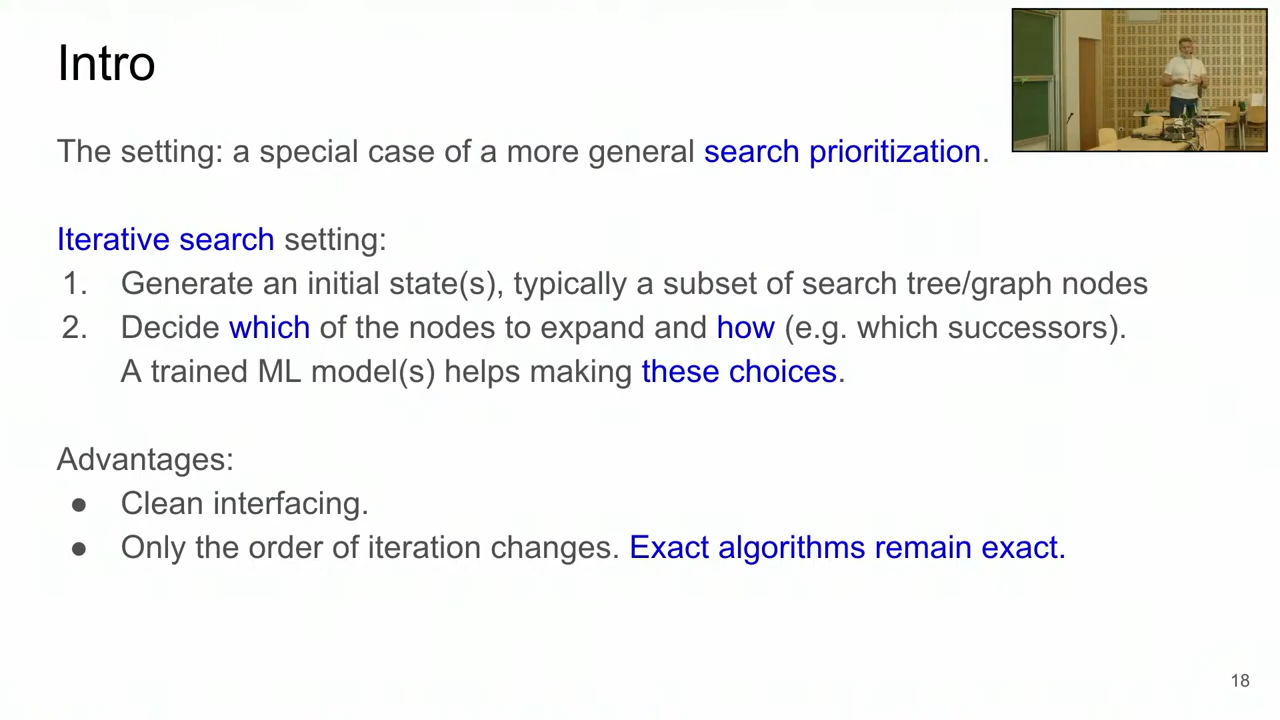 Intro
The setting: a special case of a more general search prioritization.
Iterative search setting:
1. Generate an initial state(s), typically a subset of search tree/graph nodes
2. Decide which of the nodes to expand and how (e.g. which successors).
A trained ML model(s) helps making these choices.
Advantages:
● Clean interfacing.
● Only the order of iteration changes. Exact algorithms remain exact.
18